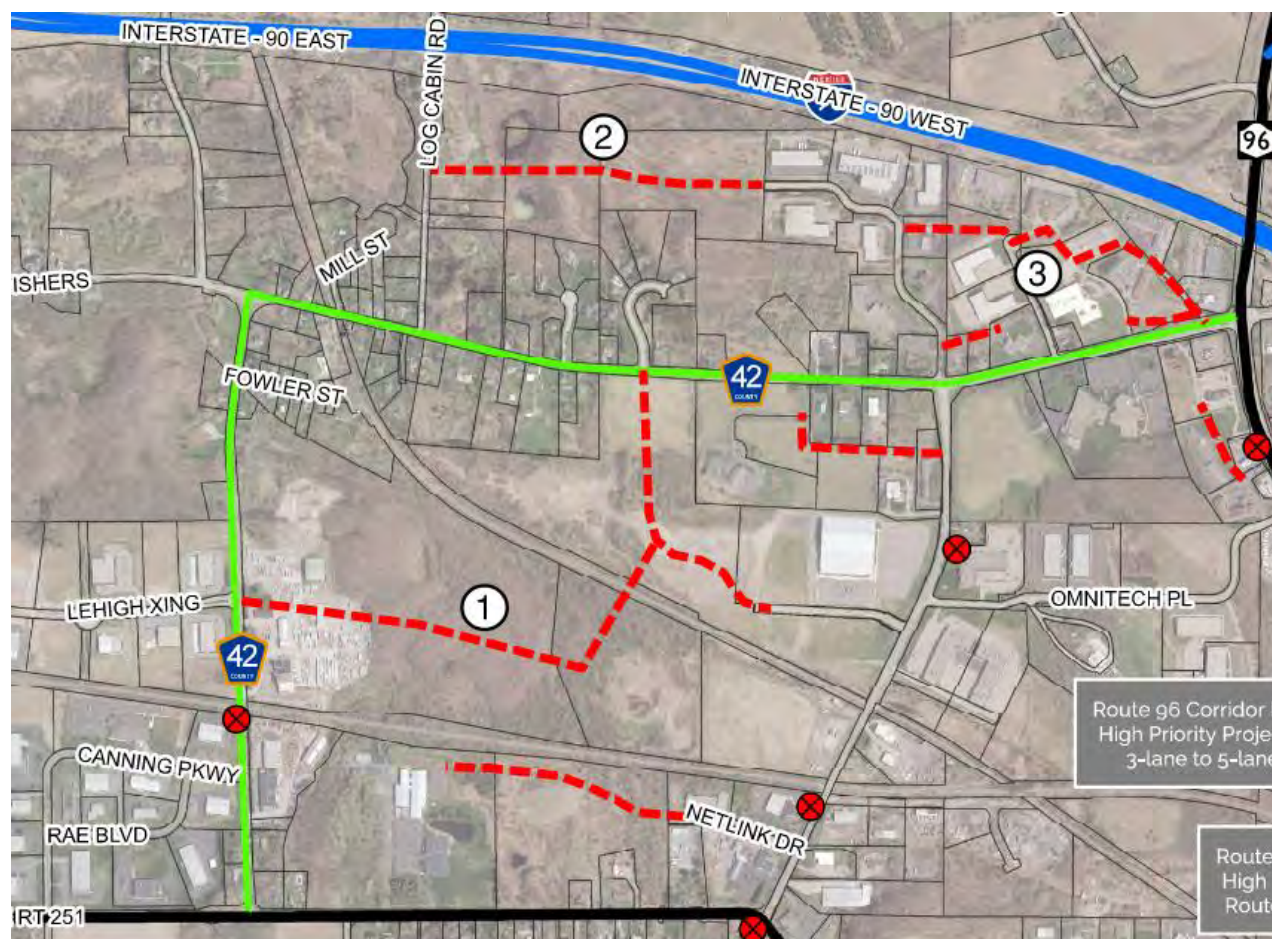 INTERSTATE - 90 EAST
LOG CABIN RD
INTERSTATE - 90 WEST
96
2
MILL ST
ISHERS
3
FOWLER ST
42
COUNTY
1
LEHIGH XING
OMNITECH PL
42
COUNTY
Route 96 Corridor
High Priority Proje
3-lane to 5-lane
CANNING PKWY
NETLINK DR
RAE BLVD
Route
High
Rout
RT 251